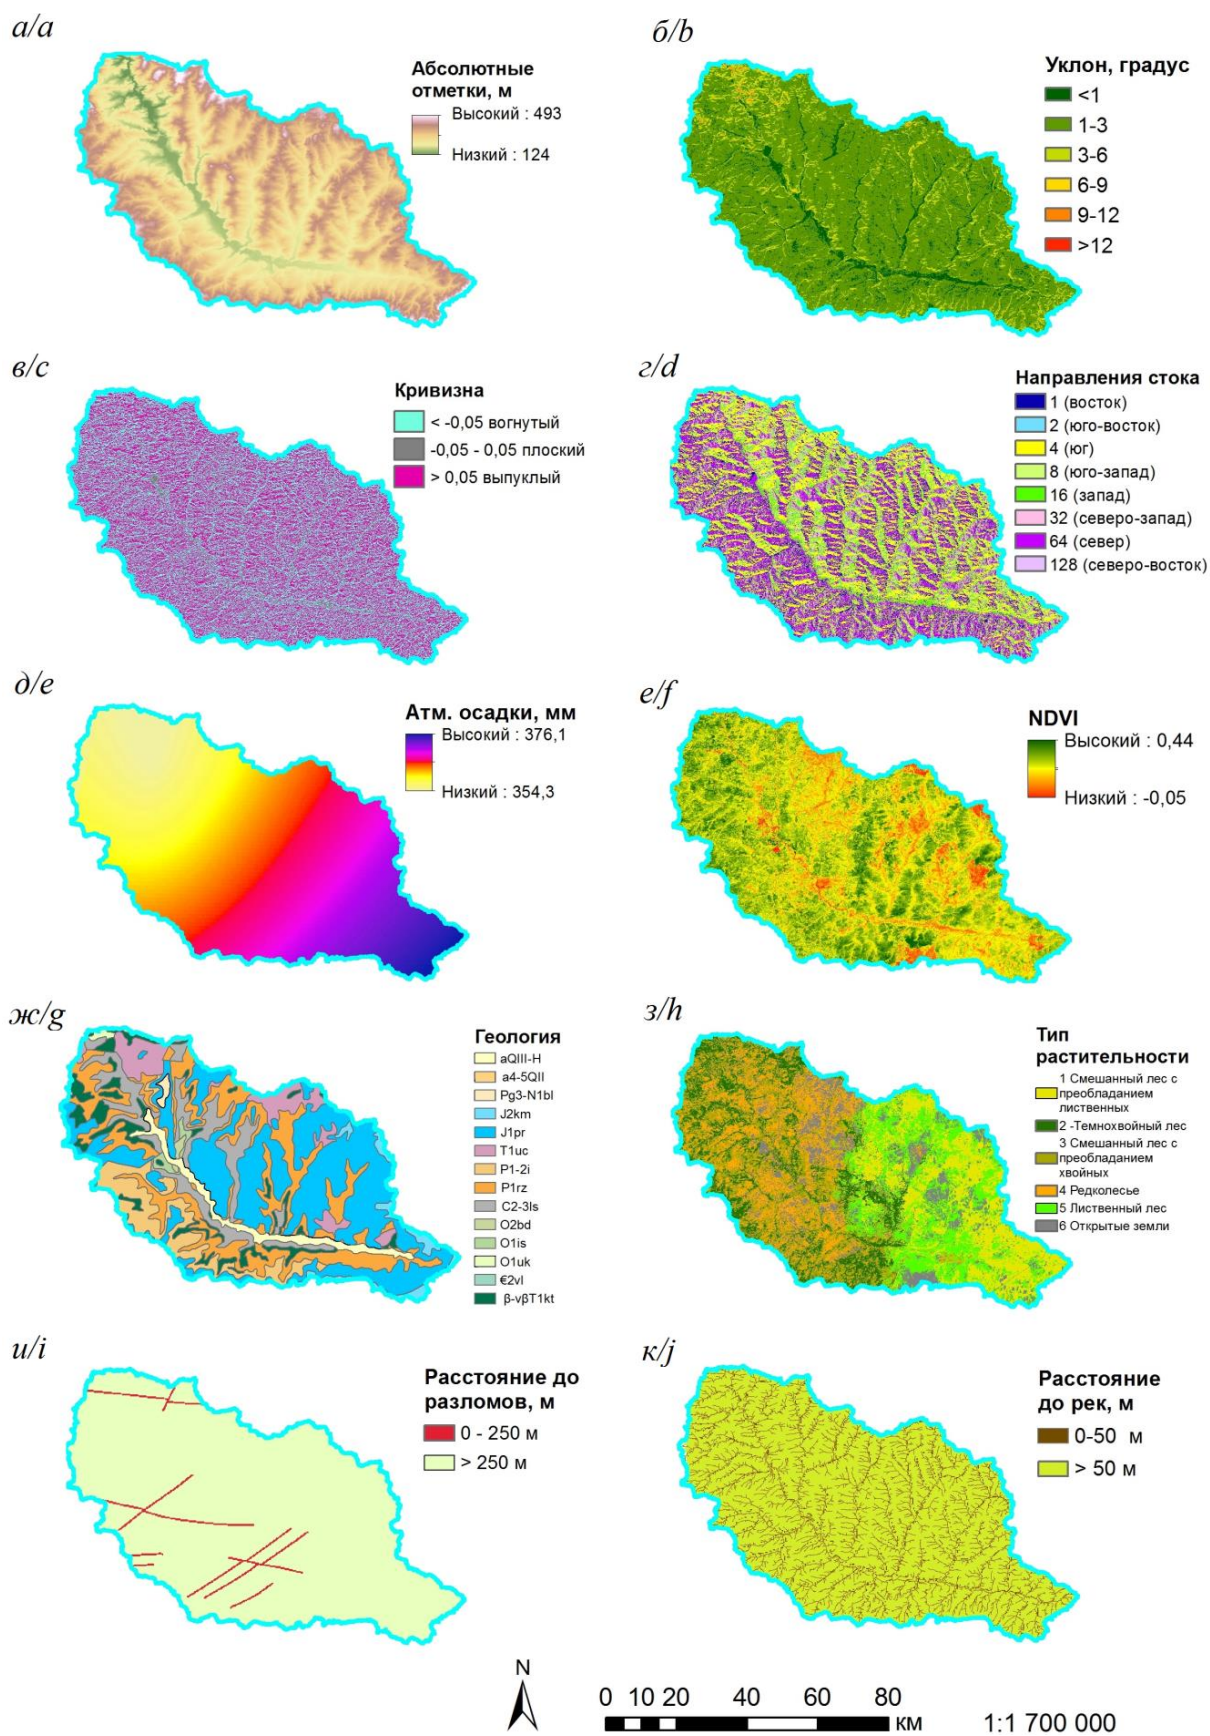 а/a
Абсолютные
отметки, м
Высокий : 493
Низкий : 124
б/b
Уклон, градус
<1
1-3
3-6
6-9
9-12
>12
в/c
Кривизна
< -0,05 вогнутый
-0,05 - 0,05 плоский
> 0,05 выпуклый
г/d
Направления стока
1 (восток)
2 (юго-восток)
4 (юг)
8 (юго-запад)
16 (запад)
32 (северо-запад)
64 (север)
128 (северо-восток)
д/e
Атм. осадки, мм
Высокий : 376,1
Низкий : 354,3
е/f
NDVI
Высокий : 0,44
Низкий : -0,05
ж/g
Геология
aQIII-H
a4-5QII
Pg3-N1bl
J2km
J1pr
T1uc
P1-2i
P1rz
C2-3ls
O2bd
O1is
O1uk
€2vl
β-νβT1kt
з/h
Тип
растительности
1 Смешанный лес с
преобладанием
лиственных
2 -Темнохвойный лес
3 Смешанный лес с
преобладанием
хвойных
4 Редколесье
5 Лиственный лес
6 Открытые земли
и/i
Расстояние до
разломов, м
0 - 250 м
> 250 м
к/j
Расстояние
до рек, м
0-50 м
> 50 м
N
0 10 20 40 60 80
км
1:1 700 000